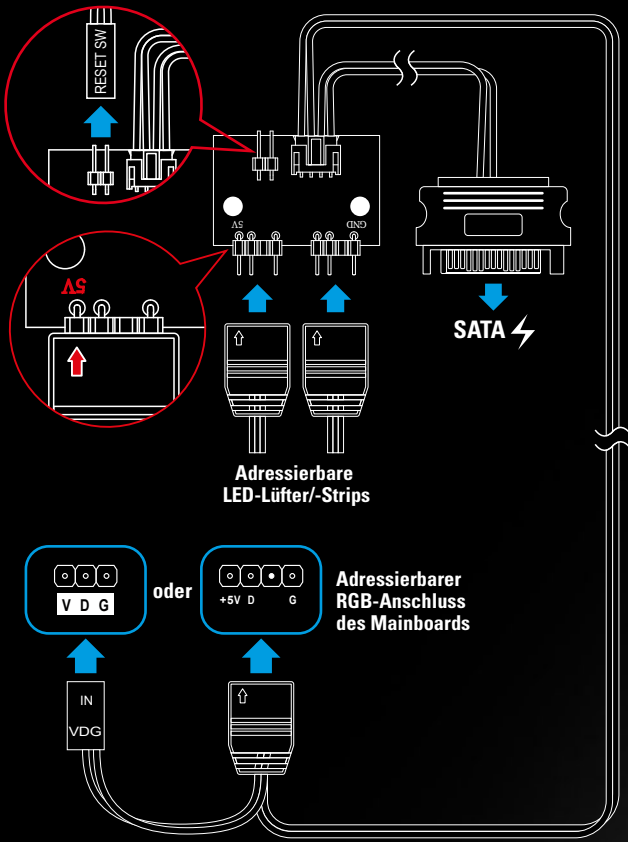 RESET SW
5V
GND
5V
SATA
Adressierbare
LED-Lüfter/-Strips
V D G
oder
+5V D G
Adressierbarer
RGB-Anschluss
des Mainboards
IN
VDG